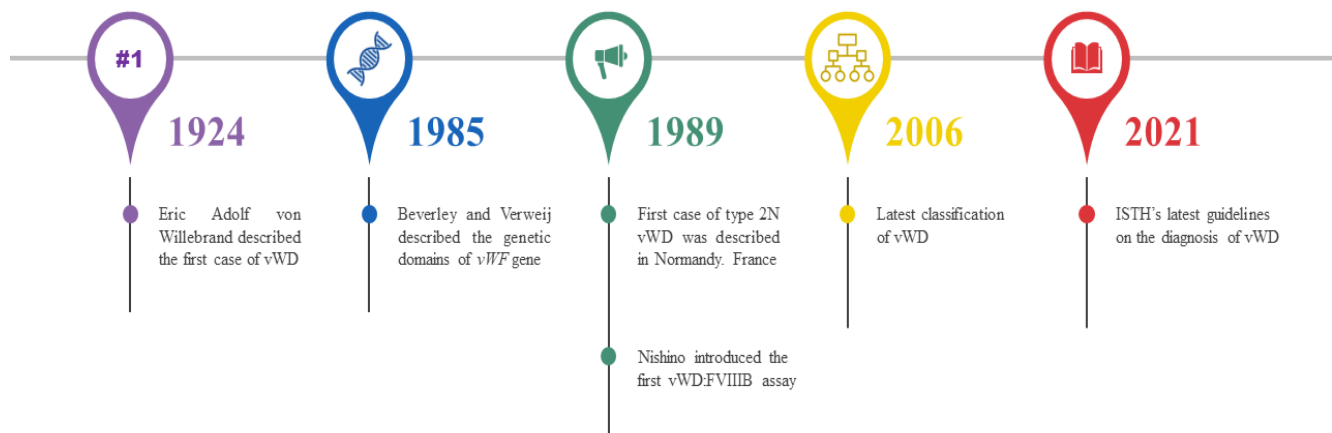 #1
1924
Eric Adolf von
Willebrand described
the first case of vWD
1985
Beverley and Verweij
described the genetic
domains of vWF gene
1989
First case of type 2N
vWD was described
in Normandy. France
Nishino introduced the
first vWD:FVIIIB assay
2006
Latest classification
of vWD
2021
ISTH's latest guidelines
on the diagnosis of vWD